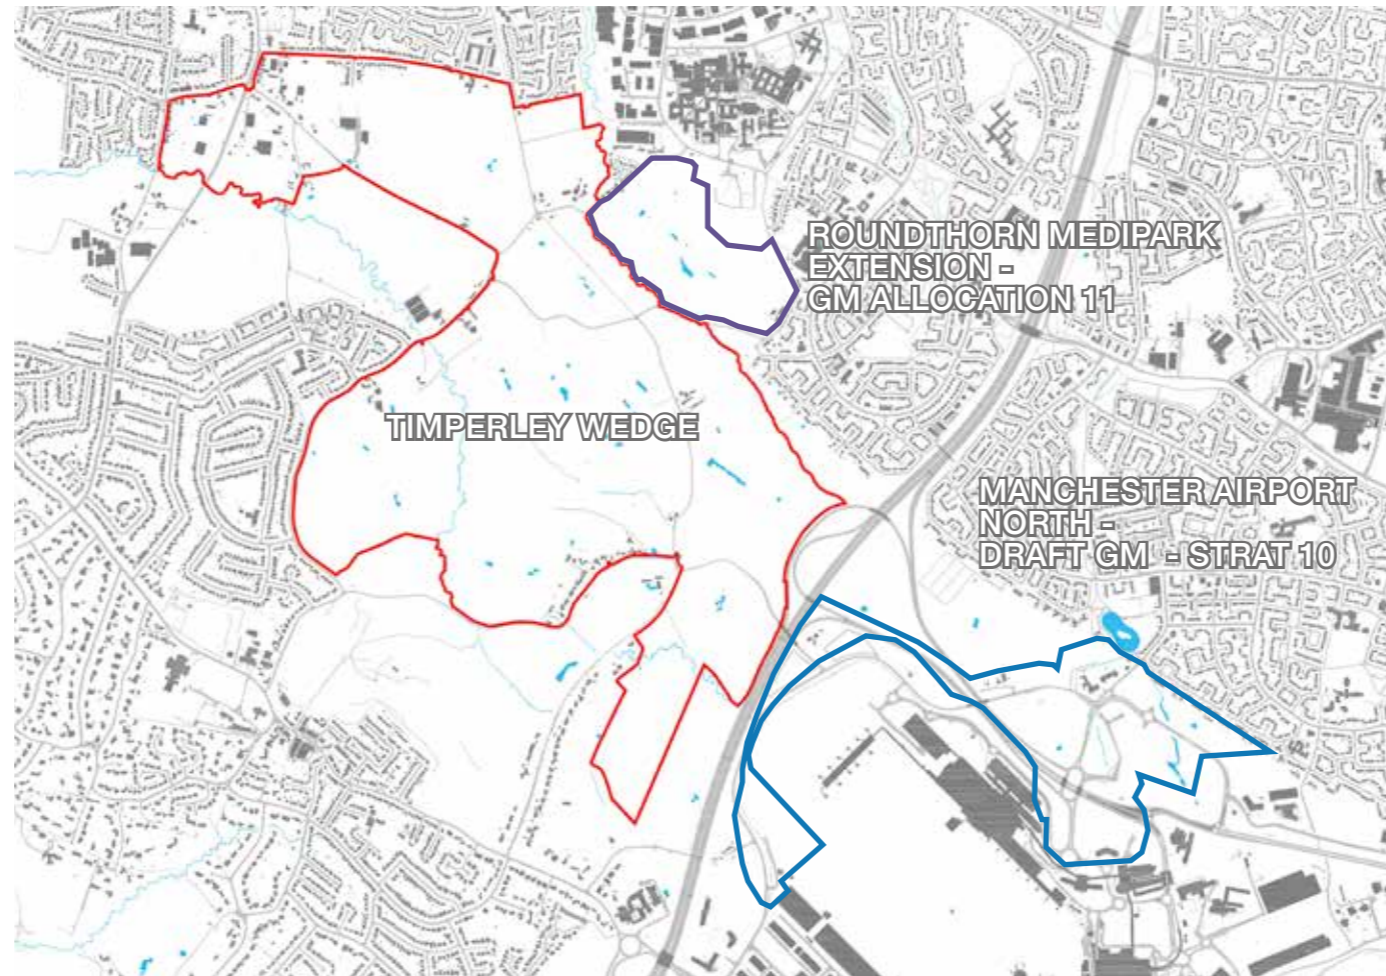 ROUNDTHORN MEDIPARK
EXTENSION -
GM ALLOCATION 11
TIMPERLEY WEDGE
MANCHESTER AIRPORT
NORTH -
DRAFT GM - STRAT 10